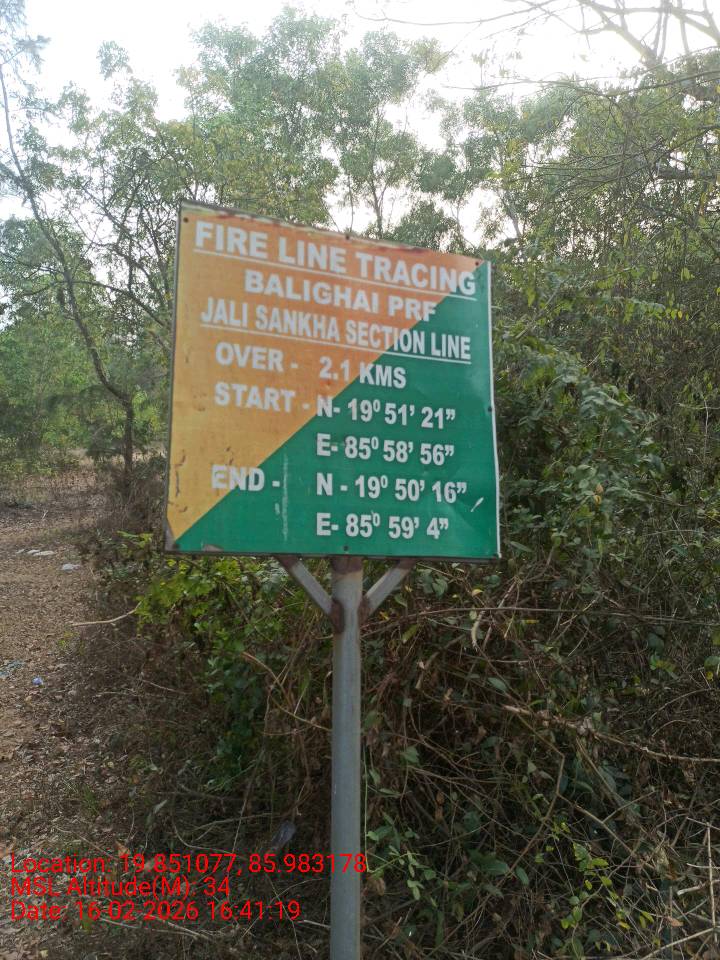 FIRE LINE TRACING
BALIGHAI PRF
JALI SANKHA SECTION LINE
OVER - 2.1 KMS
START - N- 19⁰ 51' 21”
E- 85⁰ 58' 56”
END - N - 19⁰ 50' 16”
E- 85⁰ 59' 4”
Location: 19.851077, 85.983178
MSL Altitude(M): 34
Date: 16-02-2026 16:41:19